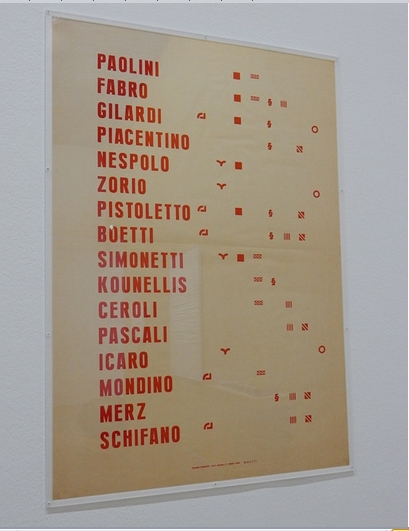 PAOLINI
FABRO
GILARDI
PIACENTINO
NESPOLO
ZORIO
PISTOLETTO
BOETTI
SIMONETTI
KOUNELLIS
CEROLI
PASCALI
ICARO
MONDINO
MERZ
SCHIFANO